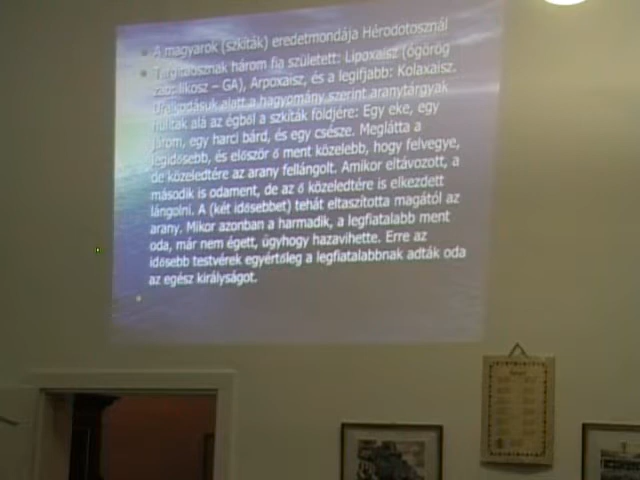 A magyarok (szkíták) eredetmondája Hérodotosznál
Targitaosznak három fia született: Lipoxaisz (ógörög
– GA), Arpoxaisz, és a legifjabb: Kolaxaisz.
Uralkodásuk alatt a hagyomány szerint aranytárgyak
hulltak alá az égből a szkíták földjére: Egy eke, egy
járom, egy harci bárd, és egy csésze. Meglátta a
legidősebb, és először ő ment közelebb, hogy felvegye,
de közeledtére az arany fellángolt. Amikor eltávozott, a
második is odament, de az ő közeledtére is elkezdett
lángolni. A (két idősebbet) tehát eltaszította magától az
arany. Mikor azonban a harmadik, a legfiatalabb ment
oda, már nem égett, úgyhogy hazavihette. Erre az
idősebb testvérek egyértőleg a legfiatalabbnak adták oda
az egész királyságot.